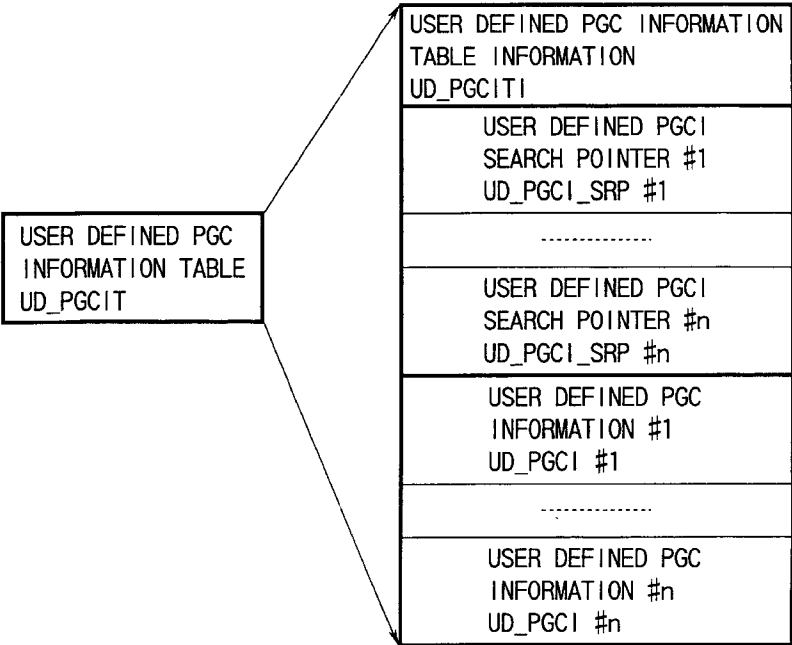 USER DEFINED PGC
INFORMATION TABLE
UD_PGCIT
USER DEFINED PGC INFORMATION
TABLE INFORMATION
UD_PGCITI
USER DEFINED PGCI
SEARCH POINTER #1
UD_PGCI_SRP #1
USER DEFINED PGCI
SEARCH POINTER #n
UD_PGCI_SRP #n
USER DEFINED PGC
INFORMATION #1
UD_PGCI #1
USER DEFINED PGC
INFORMATION #n
UD_PGCI #n